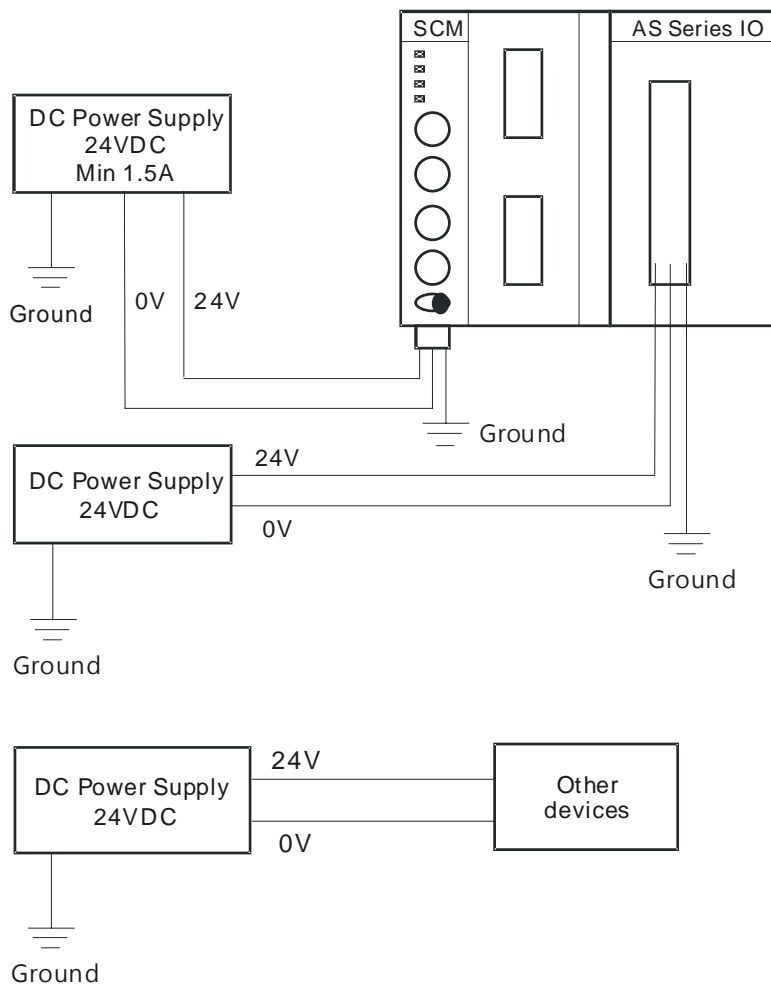 SCM
AS Series IO
DC Power Supply
24VDC
Min 1.5A
Ground
0V
24V
Ground
DC Power Supply
24VDC
24V
0V
Ground
Ground
DC Power Supply
24VDC
24V
0V
Other
devices
Ground